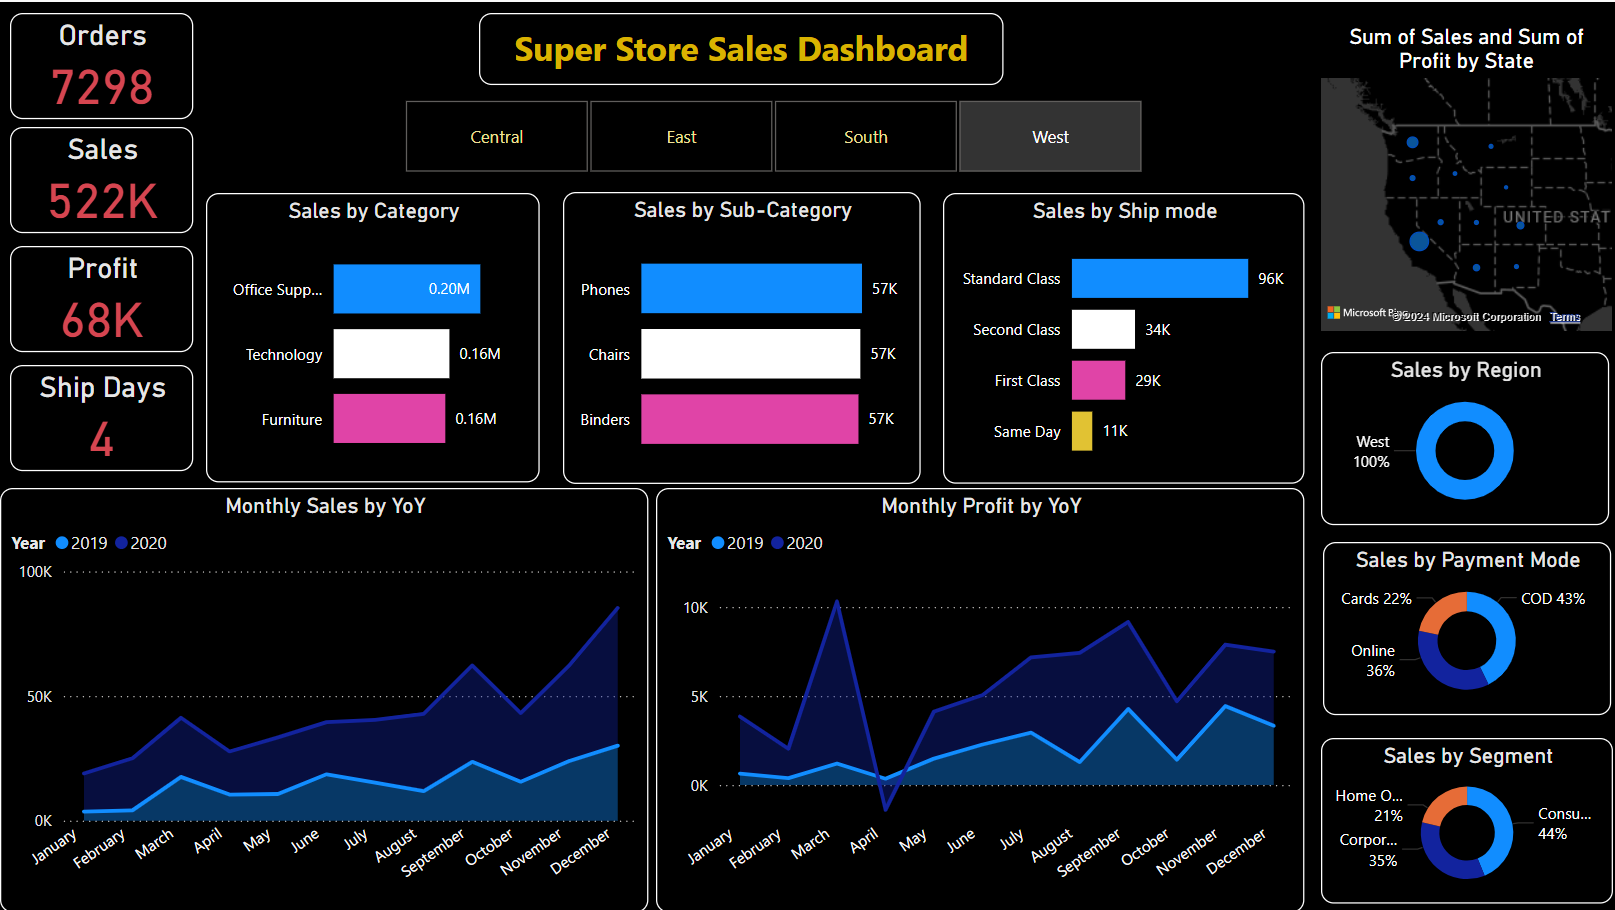 Orders
7298
Sales
522K
Profit
68K
Ship Days
4
Super Store Sales Dashboard
Central
East
South
West
Sales by Category
Office Supp...
0.20M
Technology
0.16M
Furniture
0.16M
Sales by Sub-Category
Phones
57K
Chairs
57K
Binders
57K
Sales by Ship mode
Standard Class
96K
Second Class
34K
First Class
29K
Same Day
11K
Sum of Sales and Sum of
Profit by State
UNITED STAT
Microsoft
© 2024 Microsoft Corporation
Terms
Sales by Region
West
100%
Sales by Payment Mode
Cards 22%
COD 43%
Online
36%
Sales by Segment
Home O...
21%
Consu...
44%
Corpor...
35%
Monthly Sales by YoY
Year
2019
2020
100K
50K
0K
January
February
March
April
May
June
July
August
September
October
November
December
Monthly Profit by YoY
Year
2019
2020
10K
5K
0K
January
February
March
April
May
June
July
August
September
October
November
December